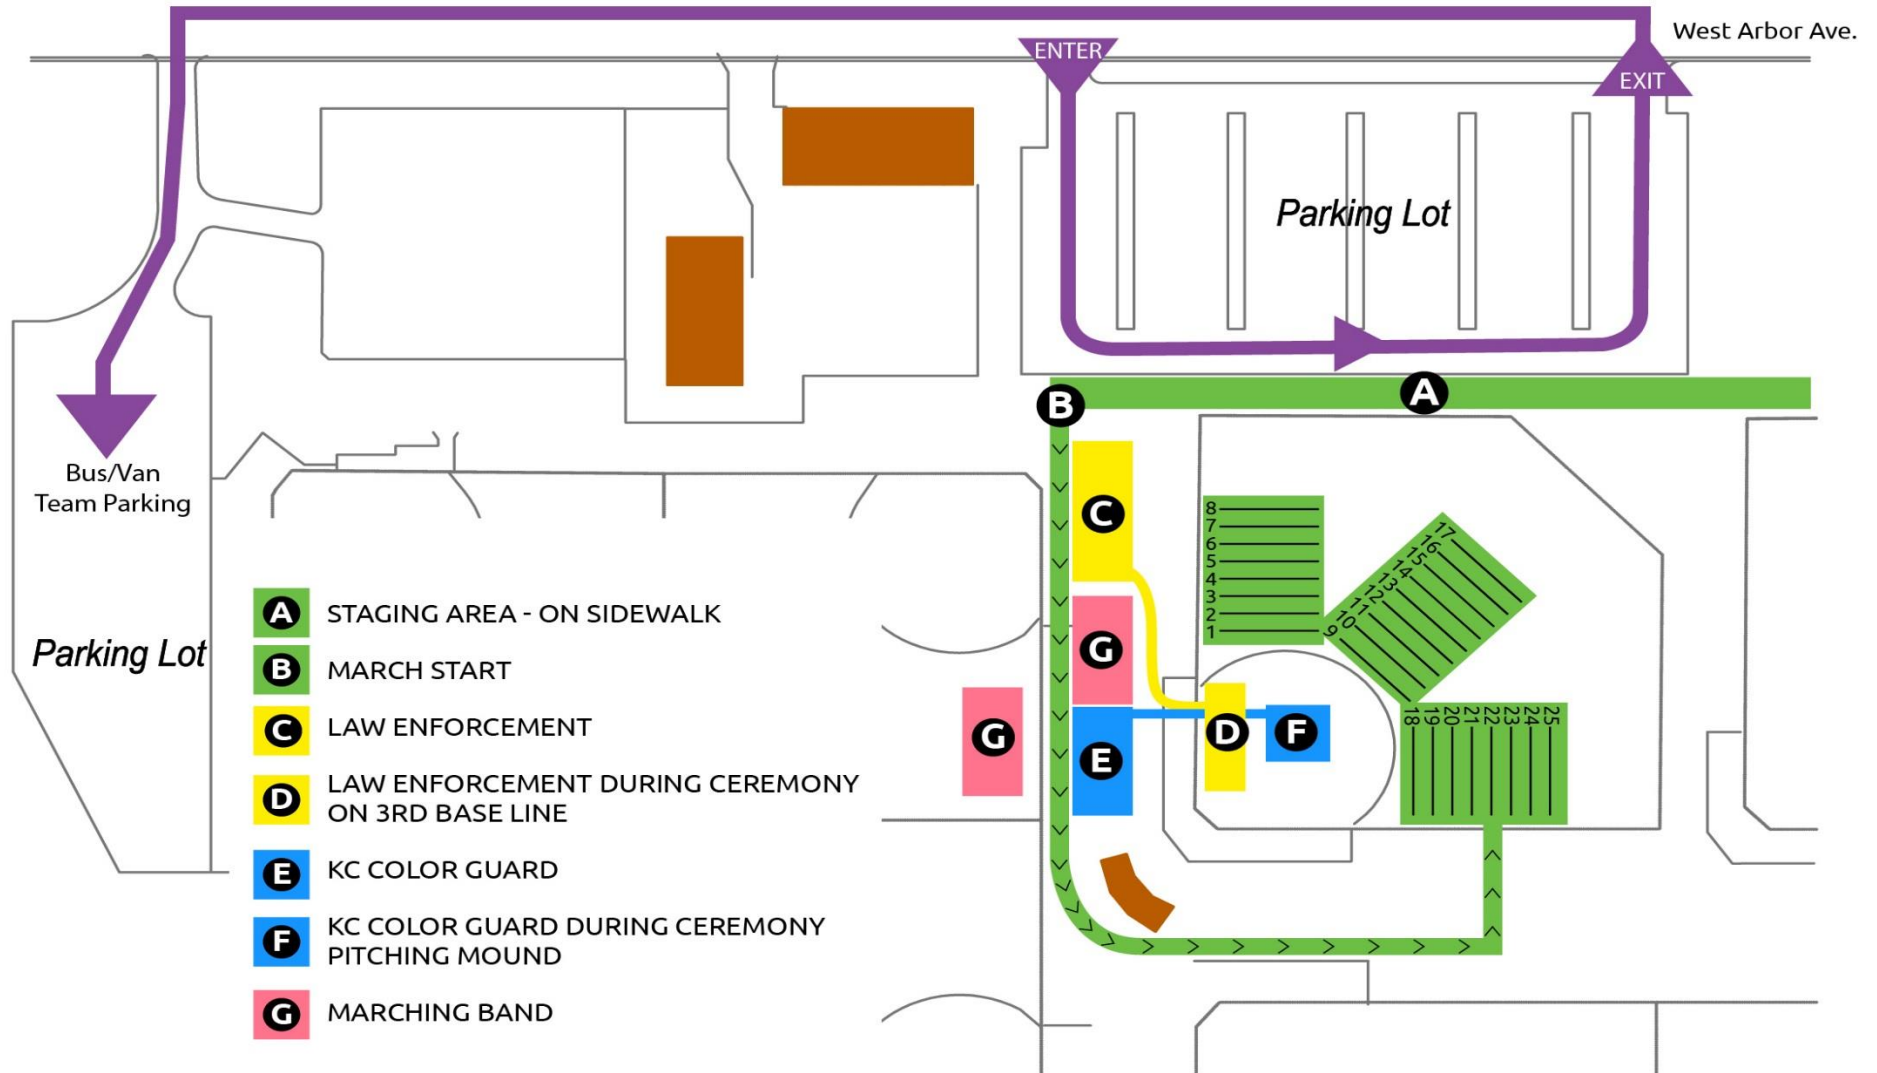 West Arbor Ave.
ENTER
EXIT
Parking Lot
B
A
Bus/Van
Team Parking
C
8
7
6
5
4
3
2
1
17
16
15
14
13
12
11
10
9
G
G
E
D
F
18 19 20 21 22 23 24 25
Parking Lot
A STAGING AREA - ON SIDEWALK
B MARCH START
C LAW ENFORCEMENT
D LAW ENFORCEMENT DURING CEREMONY
ON 3RD BASE LINE
E KC COLOR GUARD
F KC COLOR GUARD DURING CEREMONY
PITCHING MOUND
G MARCHING BAND